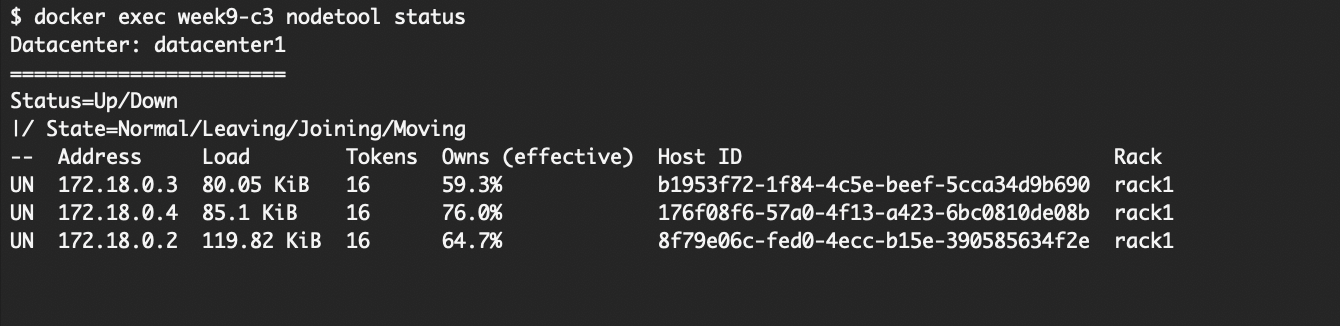 $ docker exec week9-c3 nodetool status
Datacenter: datacenter1
=======================
Status=Up/Down
|/ State=Normal/Leaving/Joining/Moving
--  Address     Load        Tokens  Owns (effective)  Host ID                               Rack
UN  172.18.0.3  80.05 KiB   16      59.3%             b1953f72-1f84-4c5e-beef-5cca34d9b690  rack1
UN  172.18.0.4  85.1 KiB    16      76.0%             176f08f6-57a0-4f13-a423-6bc0810de08b  rack1
UN  172.18.0.2  119.82 KiB  16      64.7%             8f79e06c-fed0-4ecc-b15e-390585634f2e  rack1